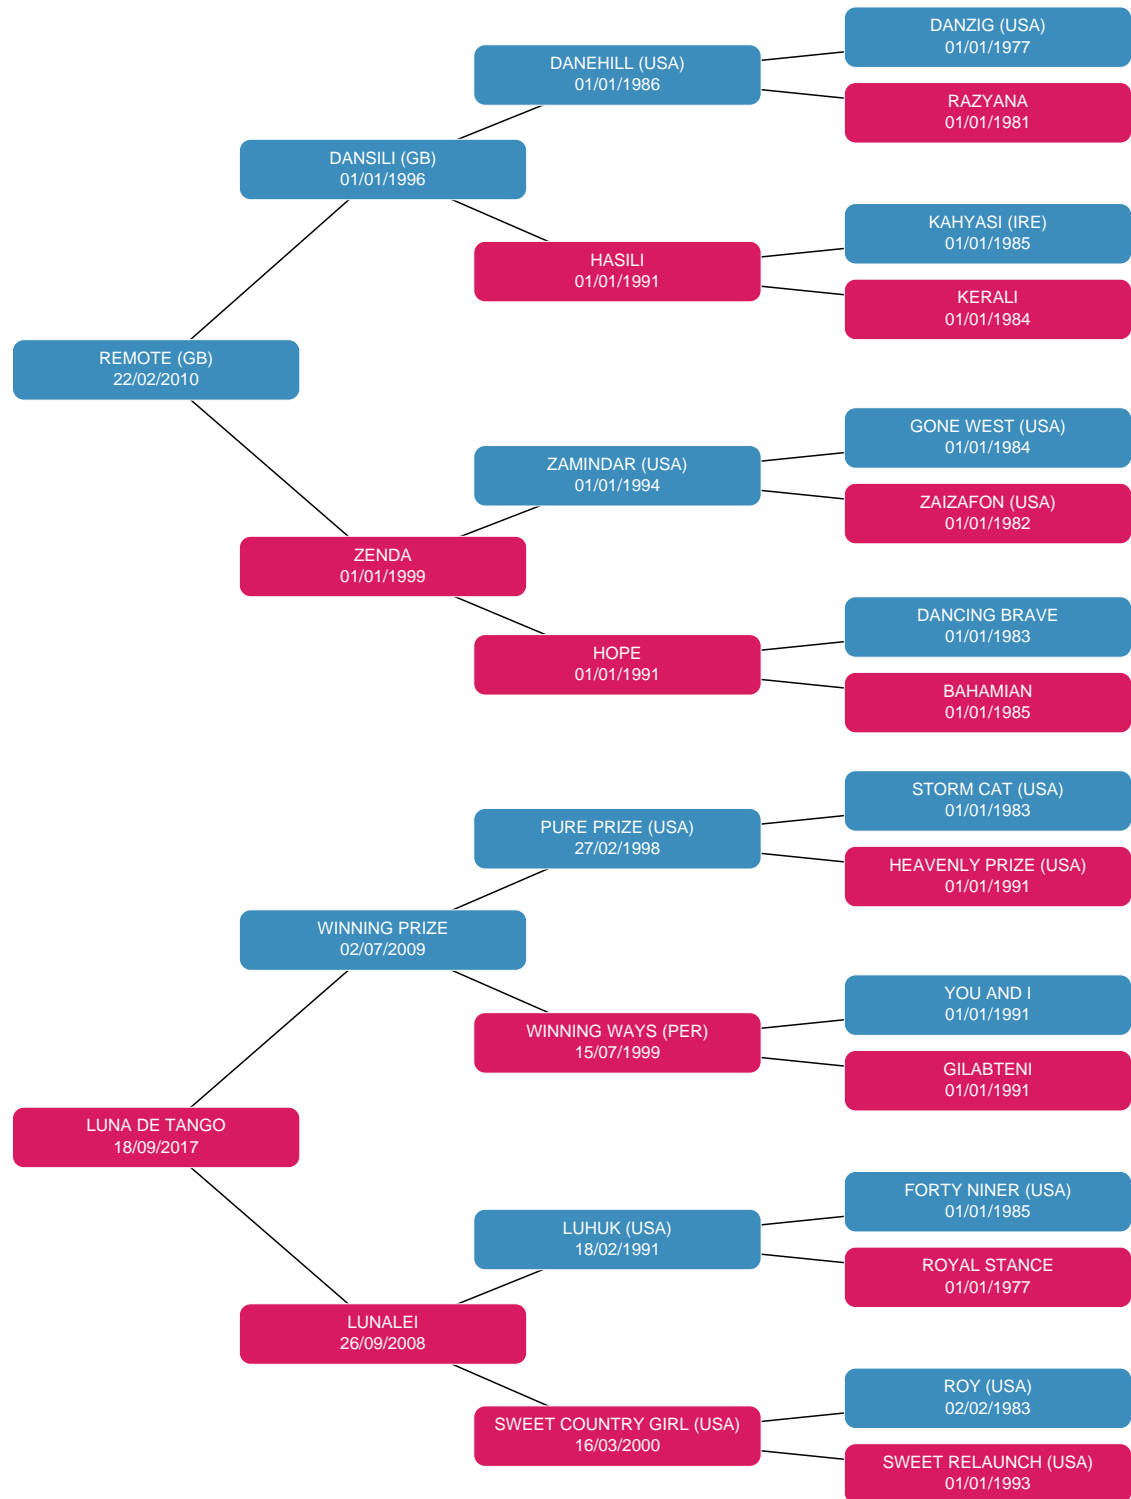 DANZIG (USA)
01/01/1977
DANEHILL (USA)
01/01/1986
RAZYANA
01/01/1981
DANSILI (GB)
01/01/1996
KAHYASI (IRE)
01/01/1985
HASILI
01/01/1991
KERALI
01/01/1984
REMOTE (GB)
22/02/2010
GONE WEST (USA)
01/01/1984
ZAMINDAR (USA)
01/01/1994
ZAIZAFON (USA)
01/01/1982
ZENDA
01/01/1999
DANCING BRAVE
01/01/1983
HOPE
01/01/1991
BAHAMIAN
01/01/1985
STORM CAT (USA)
01/01/1983
PURE PRIZE (USA)
27/02/1998
HEAVENLY PRIZE (USA)
01/01/1991
WINNING PRIZE
02/07/2009
YOU AND I
01/01/1991
WINNING WAYS (PER)
15/07/1999
GILABTENI
01/01/1991
LUNA DE TANGO
18/09/2017
FORTY NINER (USA)
01/01/1985
LUHUK (USA)
18/02/1991
ROYAL STANCE
01/01/1977
LUNALEI
26/09/2008
ROY (USA)
02/02/1983
SWEET COUNTRY GIRL (USA)
16/03/2000
SWEET RELAUNCH (USA)
01/01/1993